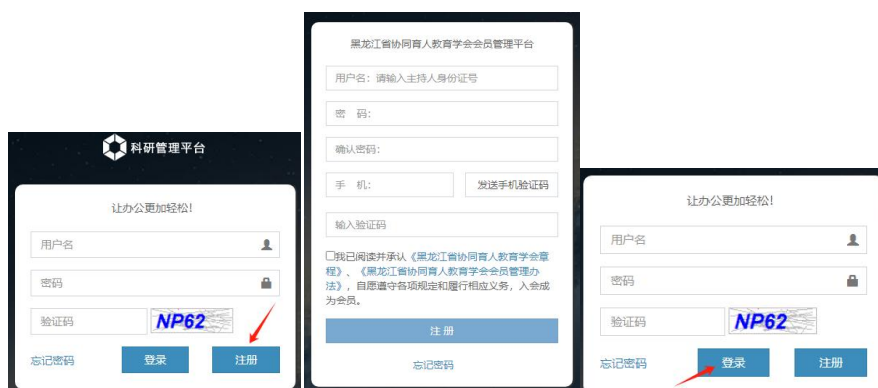 科研管理平台
让办公更加轻松!
用户名
密码
验证码
NP62
忘记密码
登录
注册
黑龙江省协同育人教育学会会员管理平台
用户名：请输入主持人身份证号
密 码：
确认密码：
手 机：
发送手机验证码
输入验证码
我已阅读并承认《黑龙江省协同育人教育学会章
程》、《黑龙江省协同育人教育学会会员管理办
法》，自愿遵守各项规定和履行相应义务，入会成
为会员。
注 册
忘记密码
让办公更加轻松!
用户名
密码
验证码
NP62
忘记密码
登录
注册